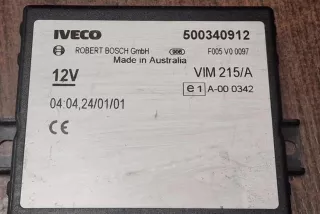 IVECO 500340912
ROBERT BOSCH GmbH F005 V0 0097
Made in Australia
12V VIM 215/A
e1 A-00 0342
04:04,24/01/01
CE